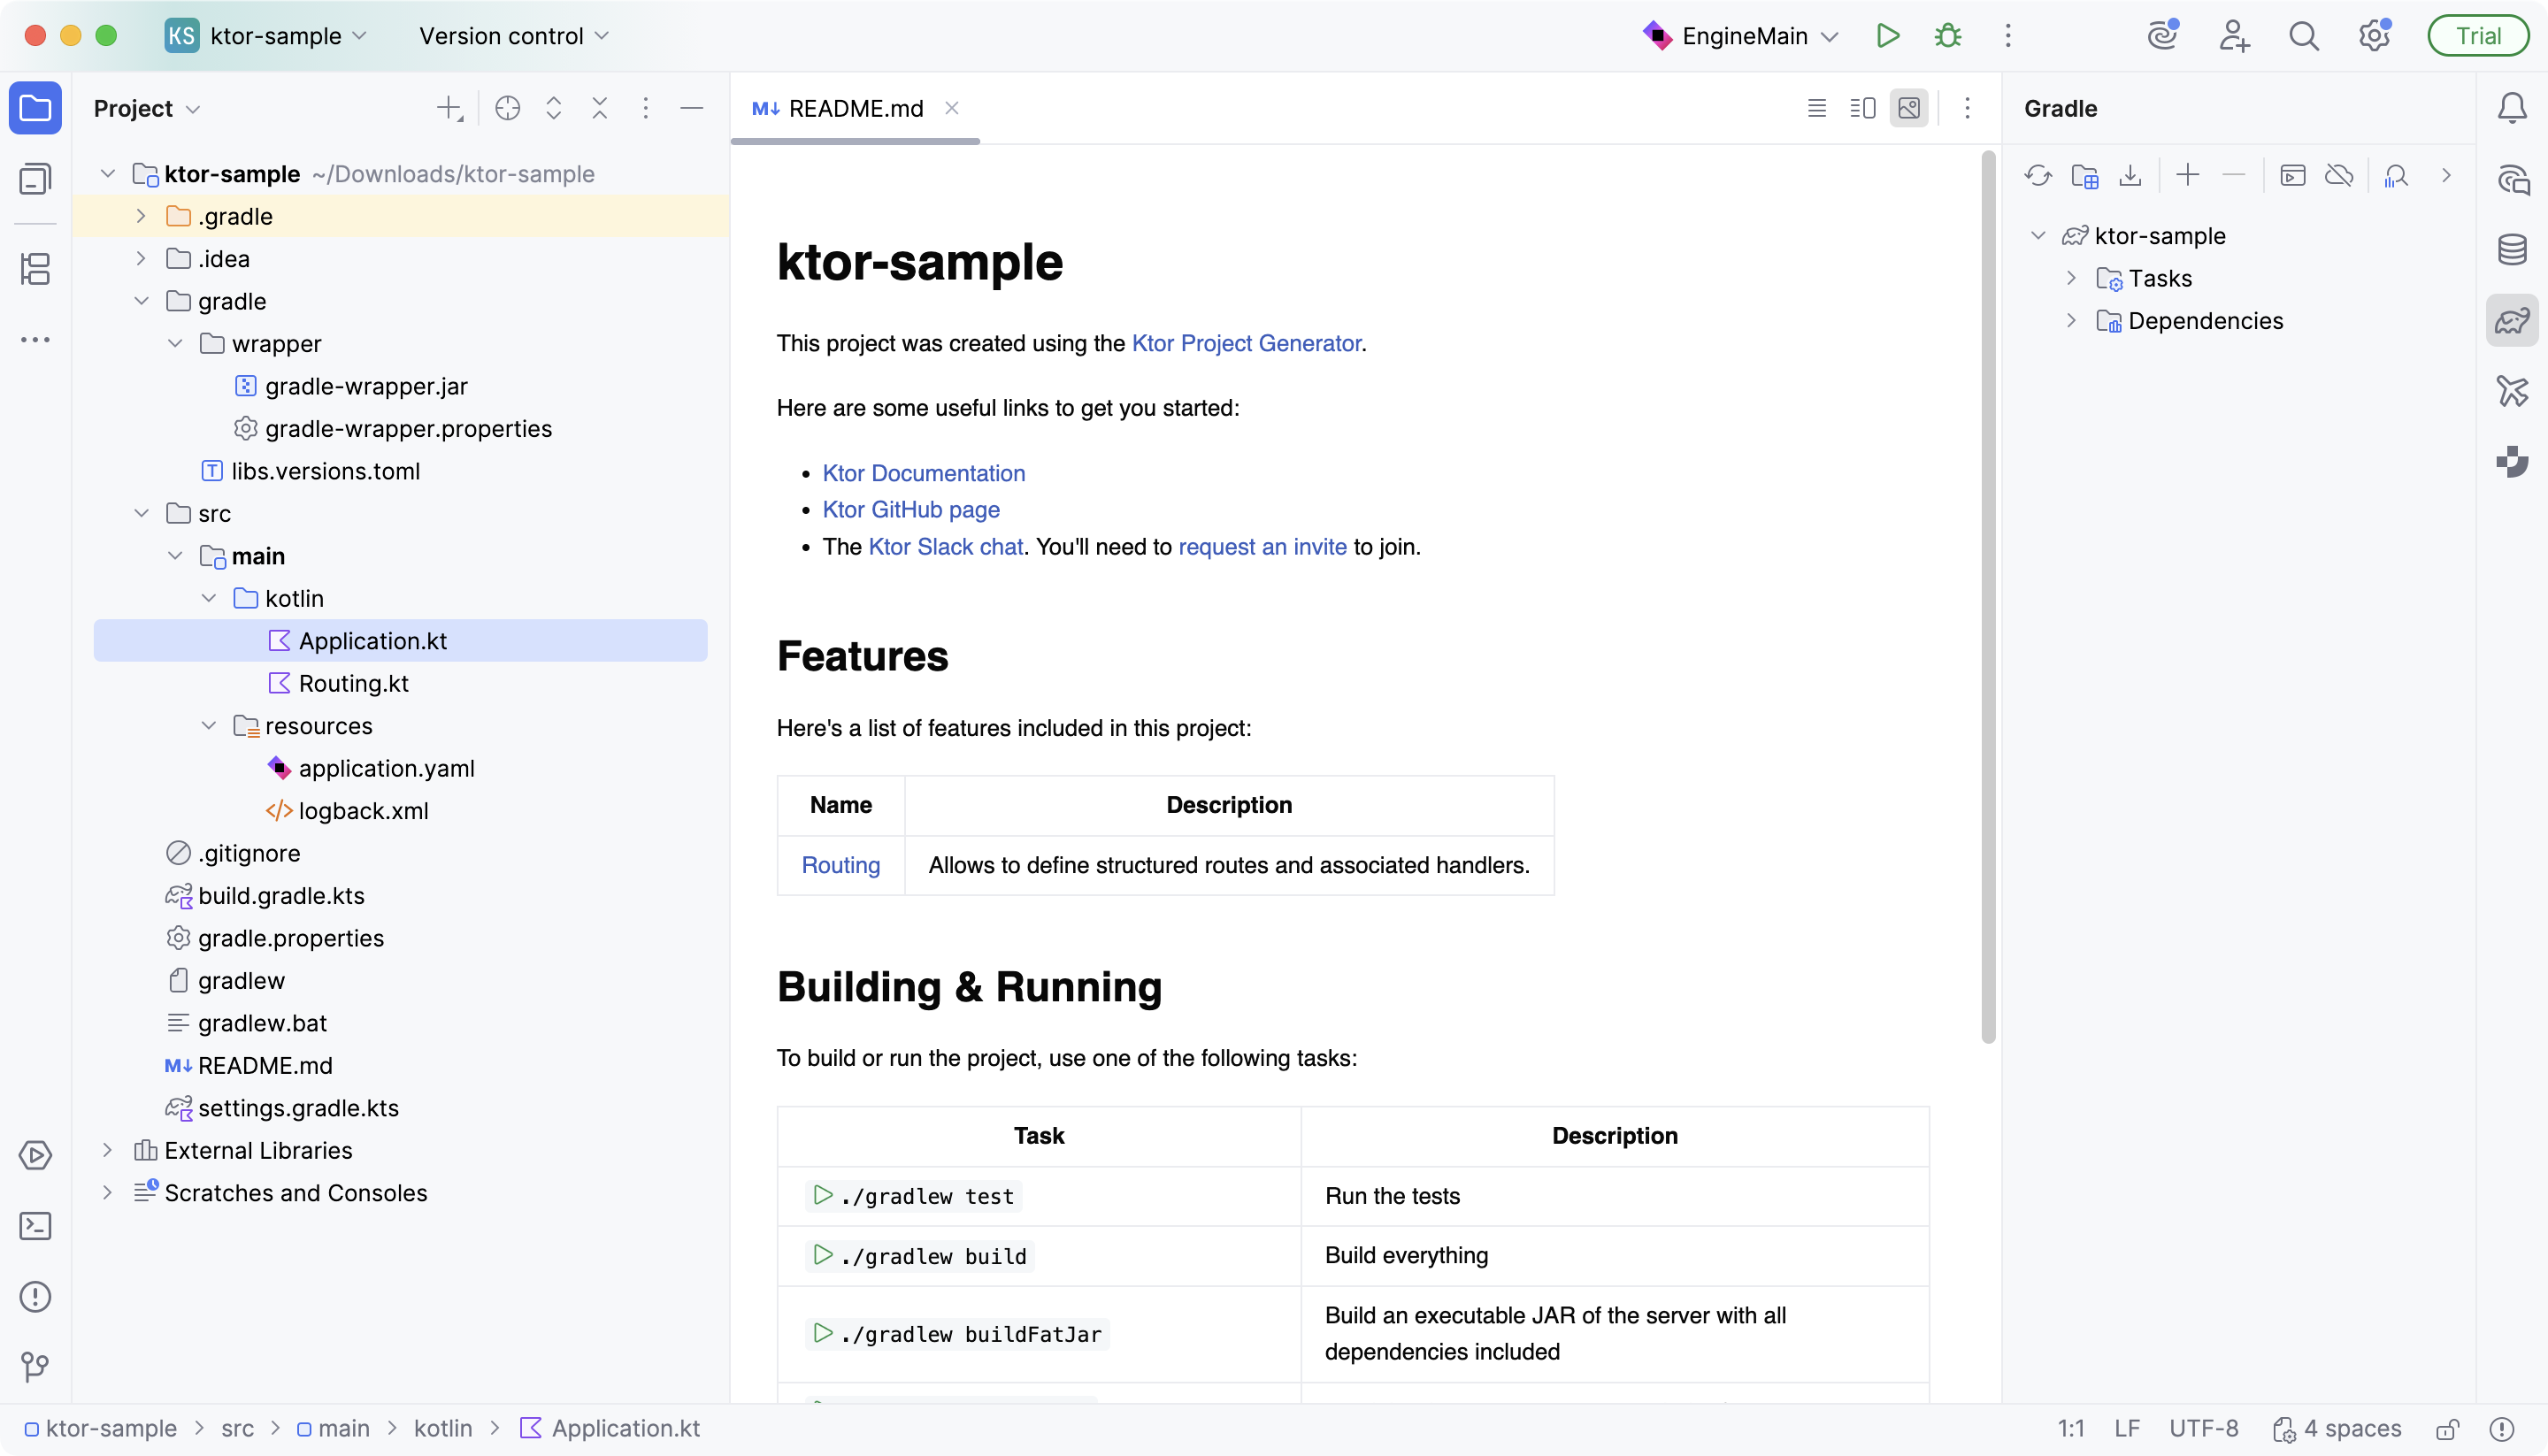 KS ktor-sample Version control EngineMain Trial
Project
ktor-sample ~/Downloads/ktor-sample
.gradle
.idea
gradle
wrapper
gradle-wrapper.jar
gradle-wrapper.properties
libs.versions.toml
src
main
kotlin
Application.kt
Routing.kt
resources
application.yaml
logback.xml
.gitignore
build.gradle.kts
gradle.properties
gradlew
gradlew.bat
README.md
settings.gradle.kts
External Libraries
Scratches and Consoles
README.md
ktor-sample
This project was created using the Ktor Project Generator.
Here are some useful links to get you started:
• Ktor Documentation
• Ktor GitHub page
• The Ktor Slack chat. You'll need to request an invite to join.
Features
Here's a list of features included in this project:
Name Description
Routing Allows to define structured routes and associated handlers.
Building & Running
To build or run the project, use one of the following tasks:
Task Description
./gradlew test Run the tests
./gradlew build Build everything
./gradlew buildFatJar Build an executable JAR of the server with all
dependencies included
Gradle
ktor-sample
Tasks
Dependencies
ktor-sample > src > main > kotlin > Application.kt
1:1 LF UTF-8 4 spaces